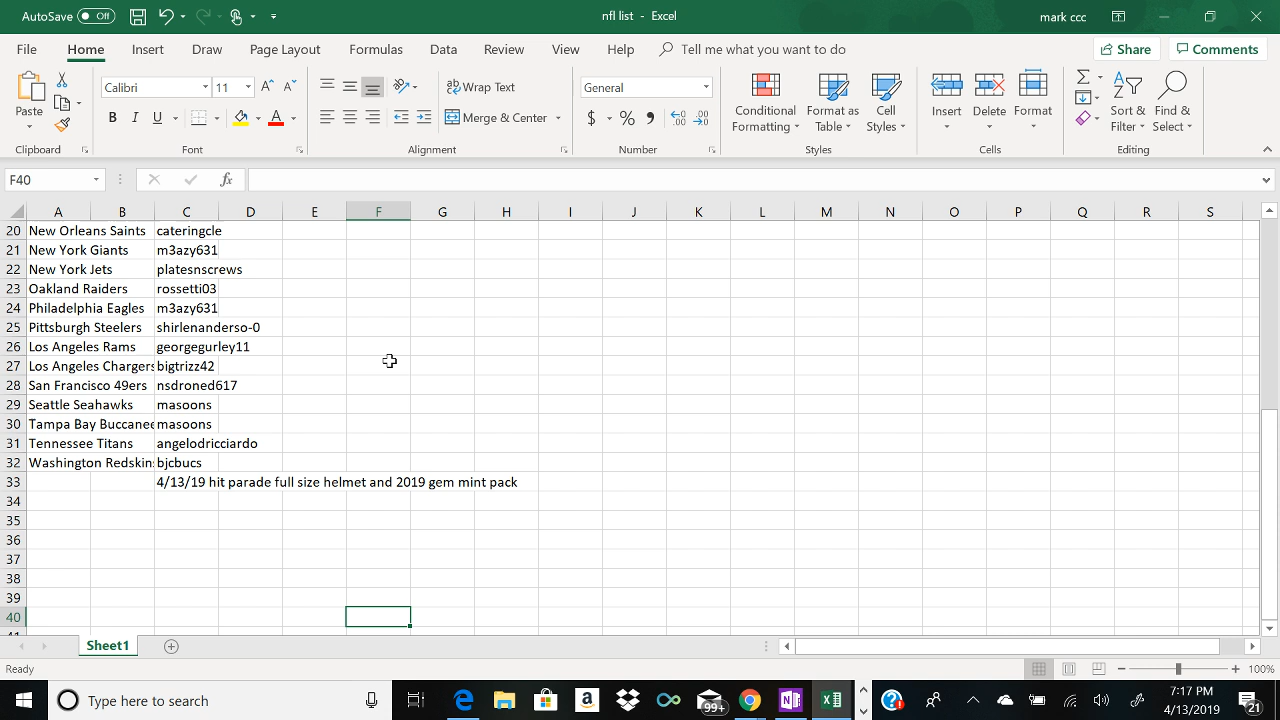 AutoSave Off
nfl list - Excel
mark ccc
File Home Insert Draw Page Layout Formulas Data Review View Help Tell me what you want to do Share Comments
Paste
Calibri 11
Wrap Text
Merge & Center
General
Conditional Formatting
Format as Table
Cell Styles
Insert Delete Format
Sort & Filter
Find & Select
Clipboard Font Alignment Number Styles Cells Editing
F40 fx
A B C D E F G H I J K L M N O P Q R S
20 New Orleans Saints cateringcle
21 New York Giants m3azy631
22 New York Jets platesnscrews
23 Oakland Raiders rossetti03
24 Philadelphia Eagles m3azy631
25 Pittsburgh Steelers shirlenanderso-0
26 Los Angeles Rams georgegurley11
27 Los Angeles Chargers bigtrizz42
28 San Francisco 49ers nsdroned617
29 Seattle Seahawks masoons
30 Tampa Bay Buccanee masoons
31 Tennessee Titans angelodricciardo
32 Washington Redskin bjcbucs
33 4/13/19 hit parade full size helmet and 2019 gem mint pack
34
35
36
37
38
39
40
41
Sheet1
Ready
100%
Type here to search
99+
7:17 PM
4/13/2019
21